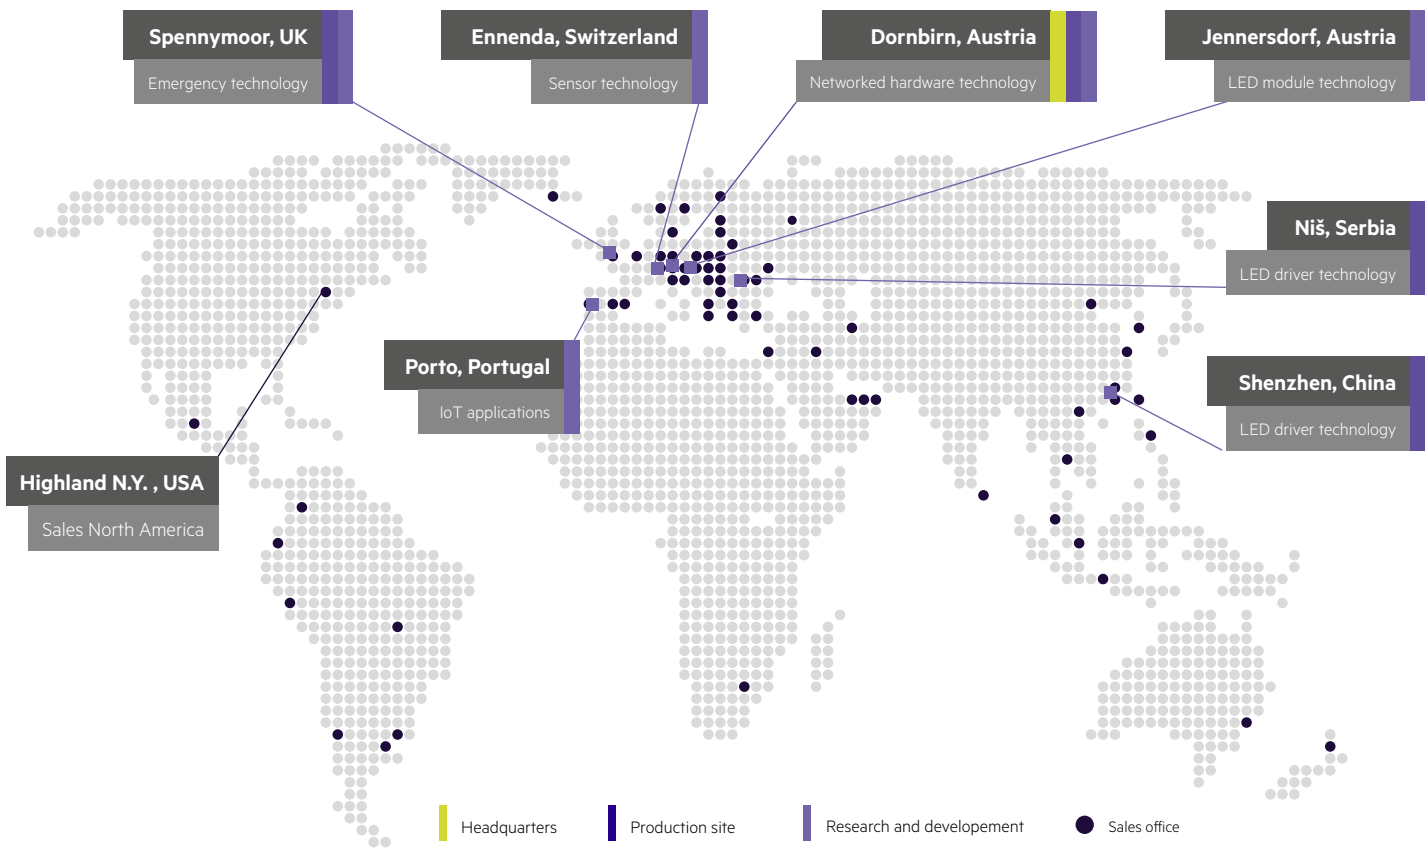 Spennymoor, UK
Emergency technology
Ennenda, Switzerland
Sensor technology
Dornbirn, Austria
Networked hardware technology
Jennersdorf, Austria
LED module technology
Niš, Serbia
LED driver technology
Porto, Portugal
IoT applications
Shenzhen, China
LED driver technology
Highland N.Y. , USA
Sales North America
Headquarters
Production site
Research and developement
Sales office